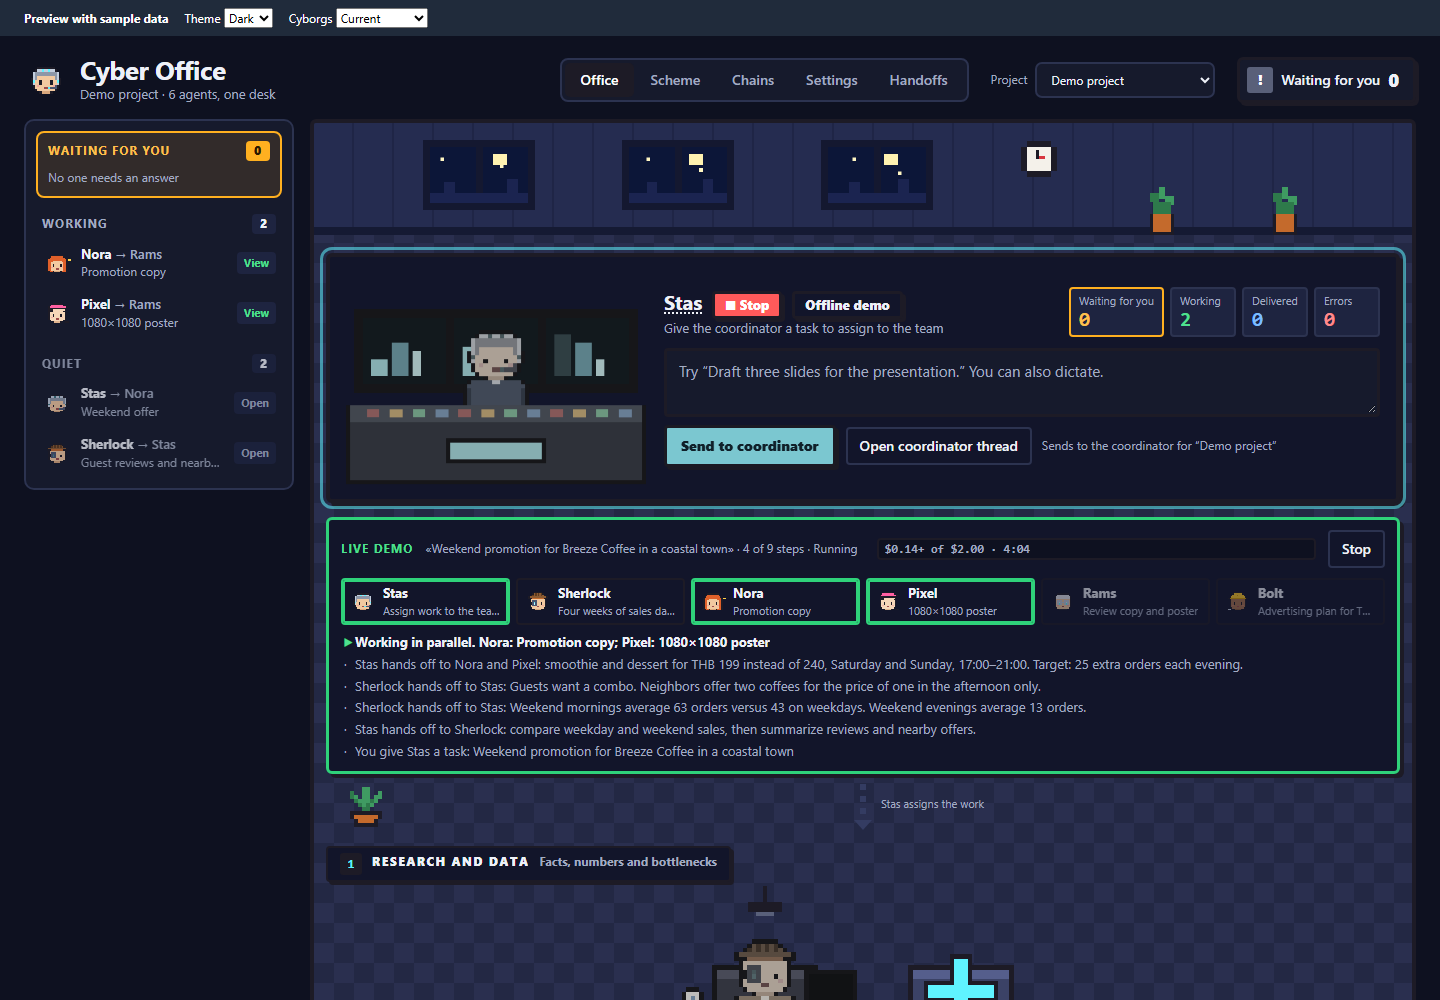 Preview with sample data Theme Dark Cyborgs Current
Cyber Office
Demo project · 6 agents, one desk
Office Scheme Chains Settings Handoffs
Project Demo project
! Waiting for you 0
WAITING FOR YOU 0
No one needs an answer
WORKING 2
Nora → Rams
Promotion copy
View
Pixel → Rams
1080×1080 poster
View
QUIET 2
Stas → Nora
Weekend offer
Open
Sherlock → Stas
Guest reviews and nearb...
Open
Stas Stop Offline demo
Give the coordinator a task to assign to the team
Waiting for you 0
Working 2
Delivered 0
Errors 0
Try “Draft three slides for the presentation.” You can also dictate.
Send to coordinator Open coordinator thread Sends to the coordinator for “Demo project”
LIVE DEMO «Weekend promotion for Breeze Coffee in a coastal town» · 4 of 9 steps · Running $0.14+ of $2.00 · 4:04 Stop
Stas
Assign work to the tea...
Sherlock
Four weeks of sales da...
Nora
Promotion copy
Pixel
1080×1080 poster
Rams
Review copy and poster
Bolt
Advertising plan for T...
Working in parallel. Nora: Promotion copy; Pixel: 1080×1080 poster
· Stas hands off to Nora and Pixel: smoothie and dessert for THB 199 instead of 240, Saturday and Sunday, 17:00–21:00. Target: 25 extra orders each evening.
· Sherlock hands off to Stas: Guests want a combo. Neighbors offer two coffees for the price of one in the afternoon only.
· Sherlock hands off to Stas: Weekend mornings average 63 orders versus 43 on weekdays. Weekend evenings average 13 orders.
· Stas hands off to Sherlock: compare weekday and weekend sales, then summarize reviews and nearby offers.
· You give Stas a task: Weekend promotion for Breeze Coffee in a coastal town
Stas assigns the work
1 RESEARCH AND DATA Facts, numbers and bottlenecks